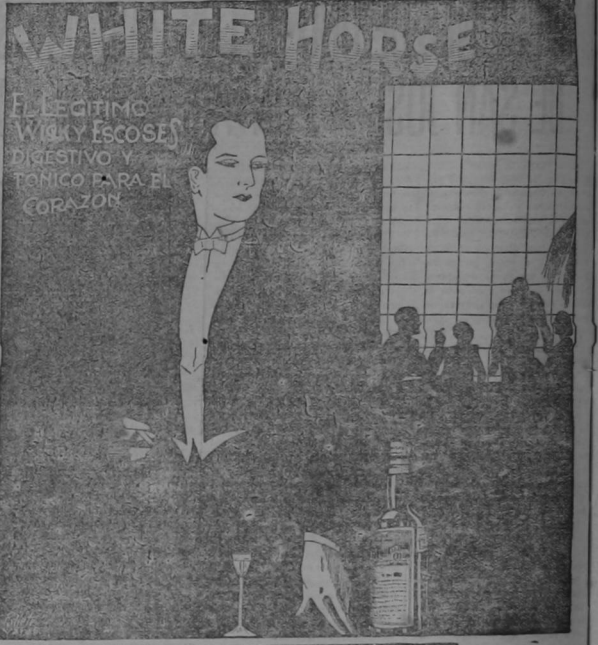 WHITE HORSE
EL LEGITIMO
WISKY ESCOSES
DIGESTIVO Y
TONICO PARA EL
CORAZON